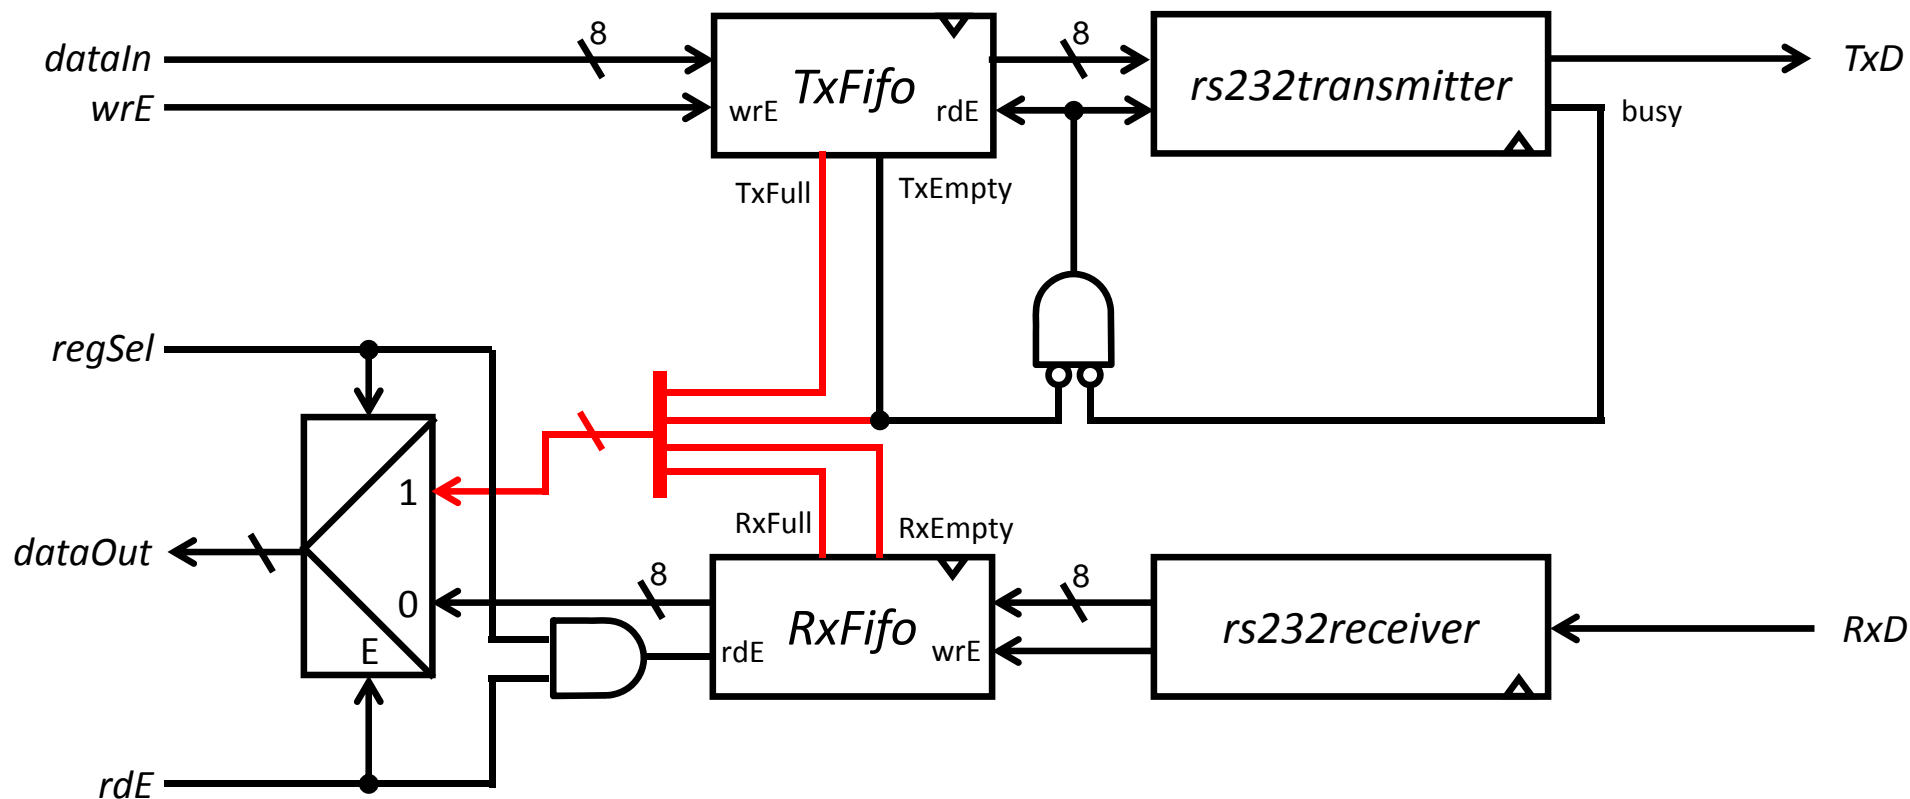 dataIn
8
wrE
TxFifo
wrE
rdE
8
rs232transmitter
TxD
busy
TxFull
TxEmpty
regSel
1
0
E
dataOut
RxFull
RxEmpty
8
RxFifo
rdE
wrE
8
rs232receiver
RxD
rdE